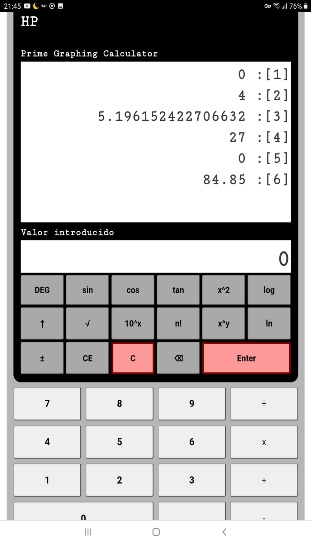 21:45 76%
HP
Prime Graphing Calculator
0 :[1]
4 :[2]
5.196152422706632 :[3]
27 :[4]
0 :[5]
84.85 :[6]
Valor introducido
0
DEG sin cos tan x^2 log
↑ √ 10^x n! x^y ln
± CE C ⌫ Enter
7 8 9 ÷
4 5 6 x
1 2 3 +
0 .